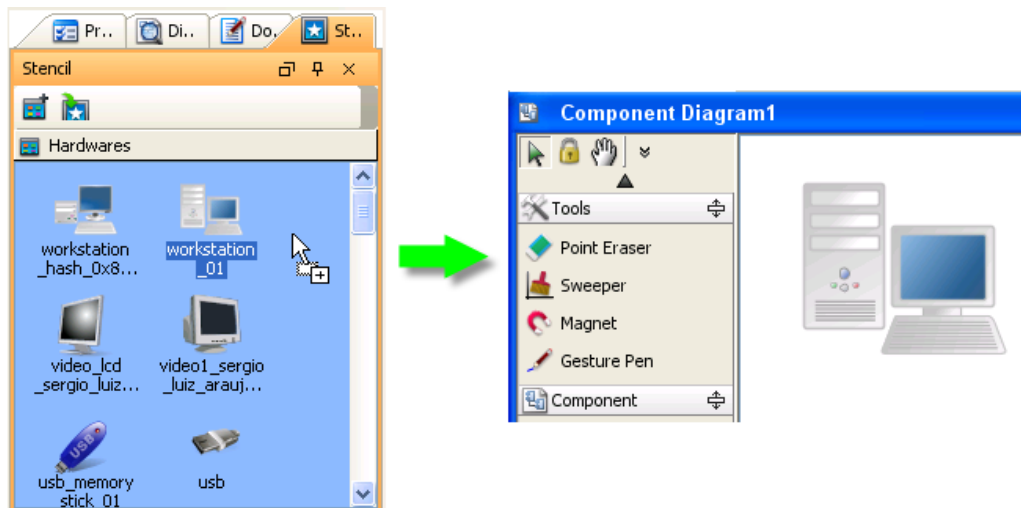 Pr..
Di..
Do.
St..
Stencil
Hardwares
workstation
_hash_0x8...
workstation
_01
video_lcd
_sergio_luiz...
video1_sergio
_luiz_arauj...
USB
usb_memory
stick_01
usb
Component Diagram1
Tools
Point Eraser
Sweeper
Magnet
Gesture Pen
Component